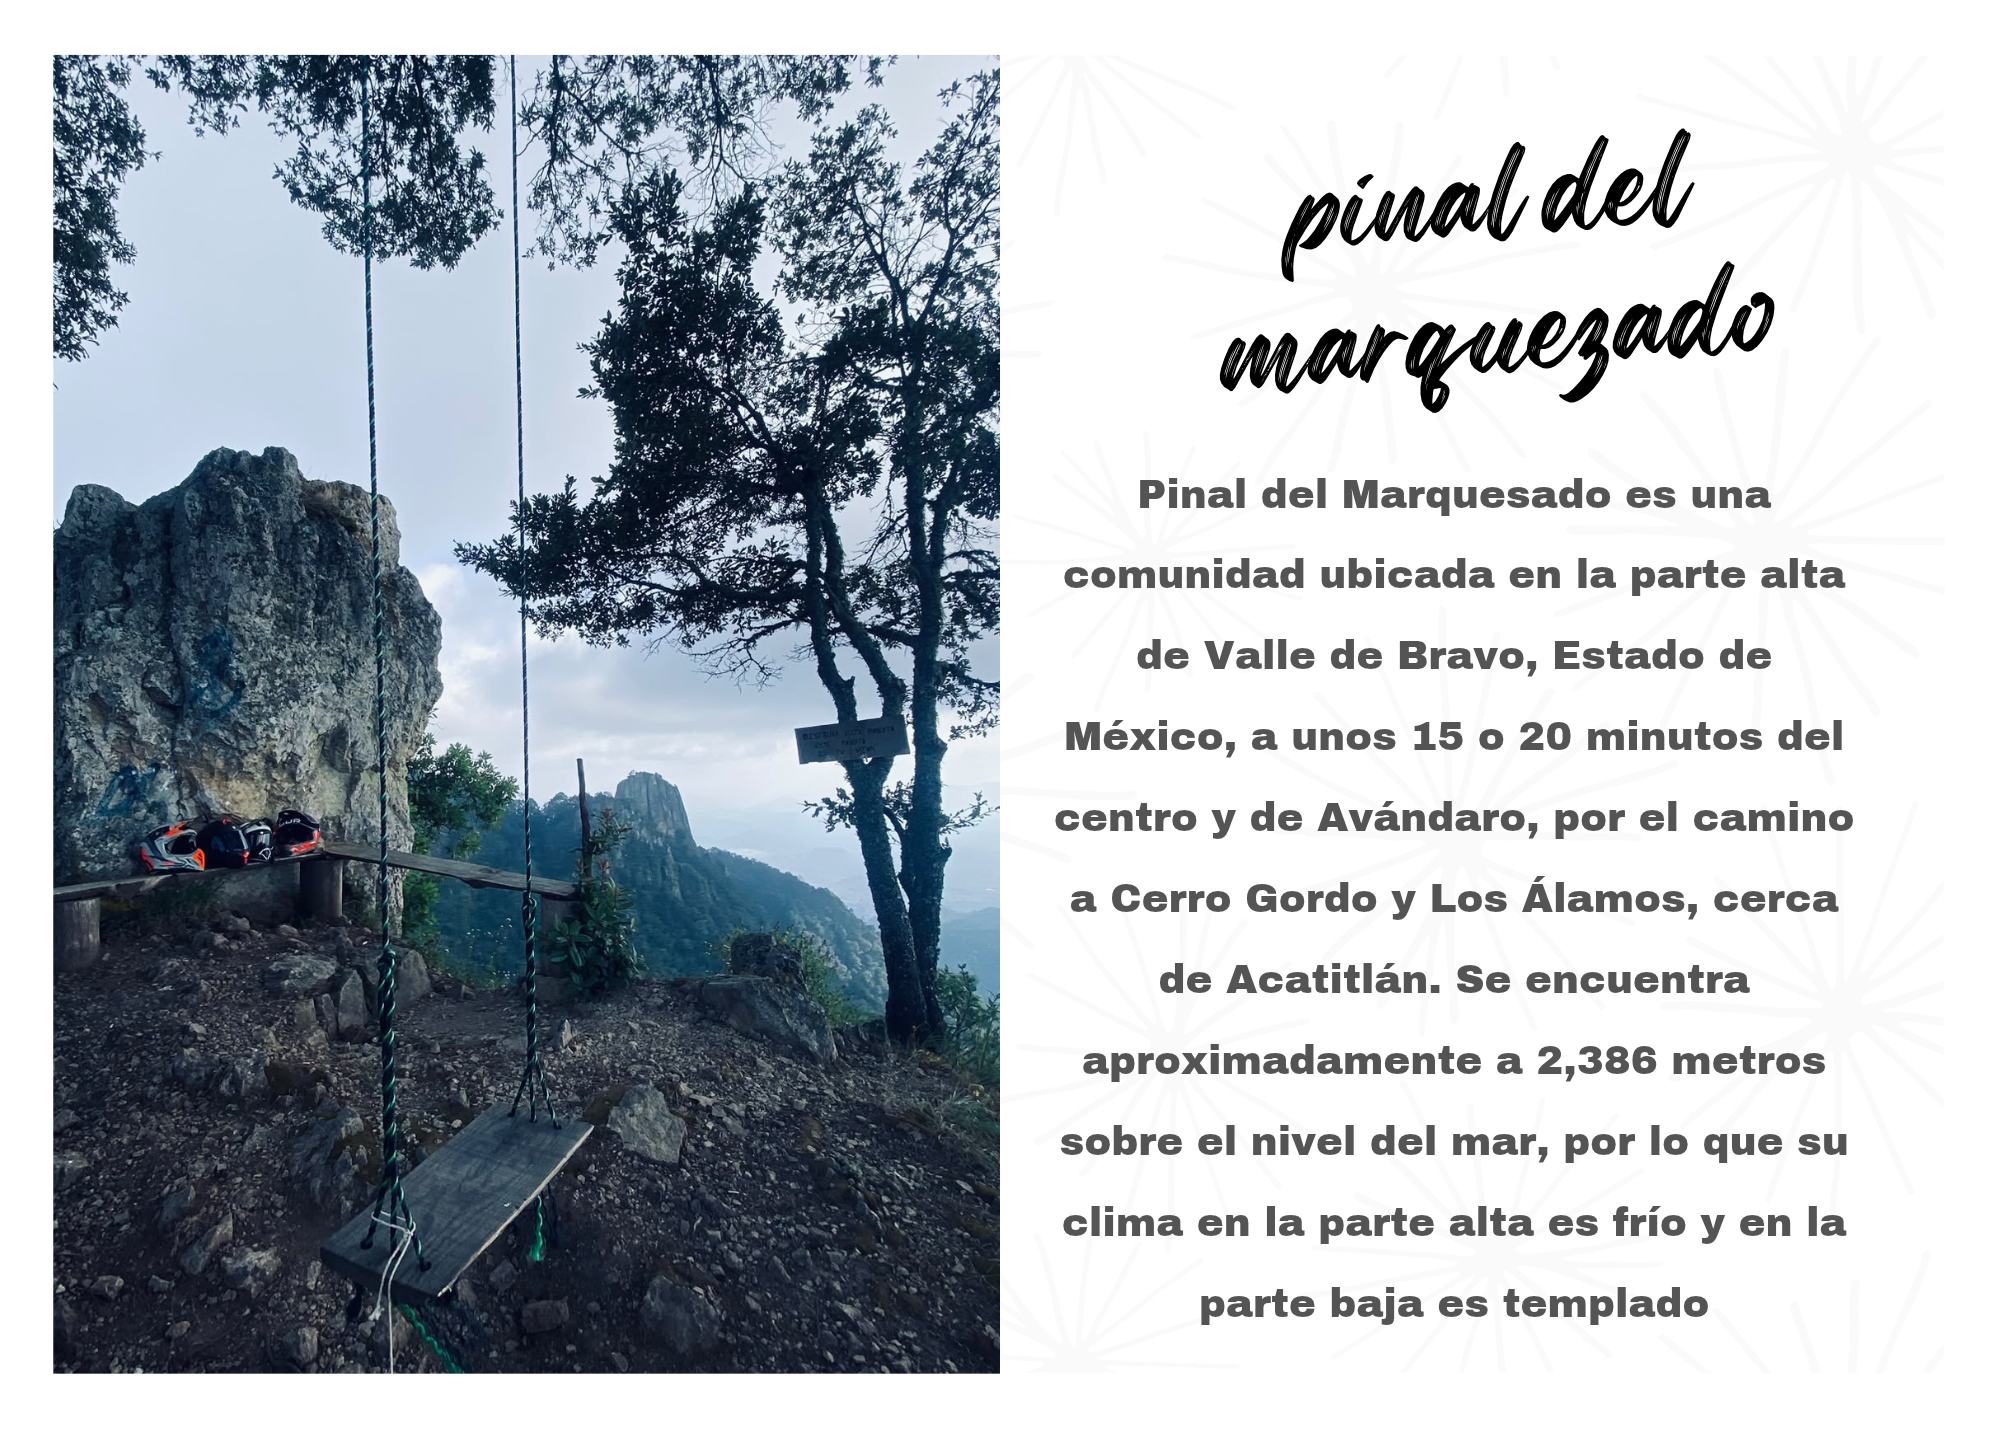 pinal del
marquezado
Pinal del Marquesado es una
comunidad ubicada en la parte alta
de Valle de Bravo, Estado de
México, a unos 15 o 20 minutos del
centro y de Avándaro, por el camino
a Cerro Gordo y Los Álamos, cerca
de Acatitlán. Se encuentra
aproximadamente a 2,386 metros
sobre el nivel del mar, por lo que su
clima en la parte alta es frío y en la
parte baja es templado